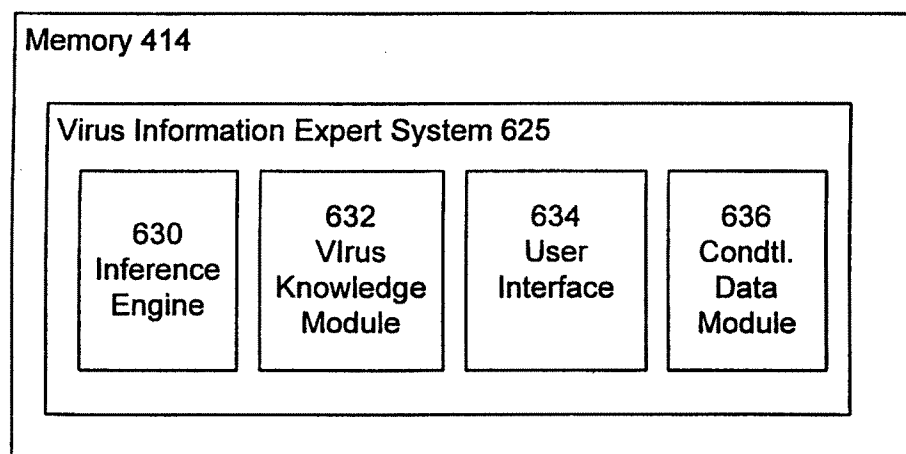 Memory 414
Virus Information Expert System 625
630
Inference
Engine
632
VIrus
Knowledge
Module
634
User
Interface
636
Condtl.
Data
Module